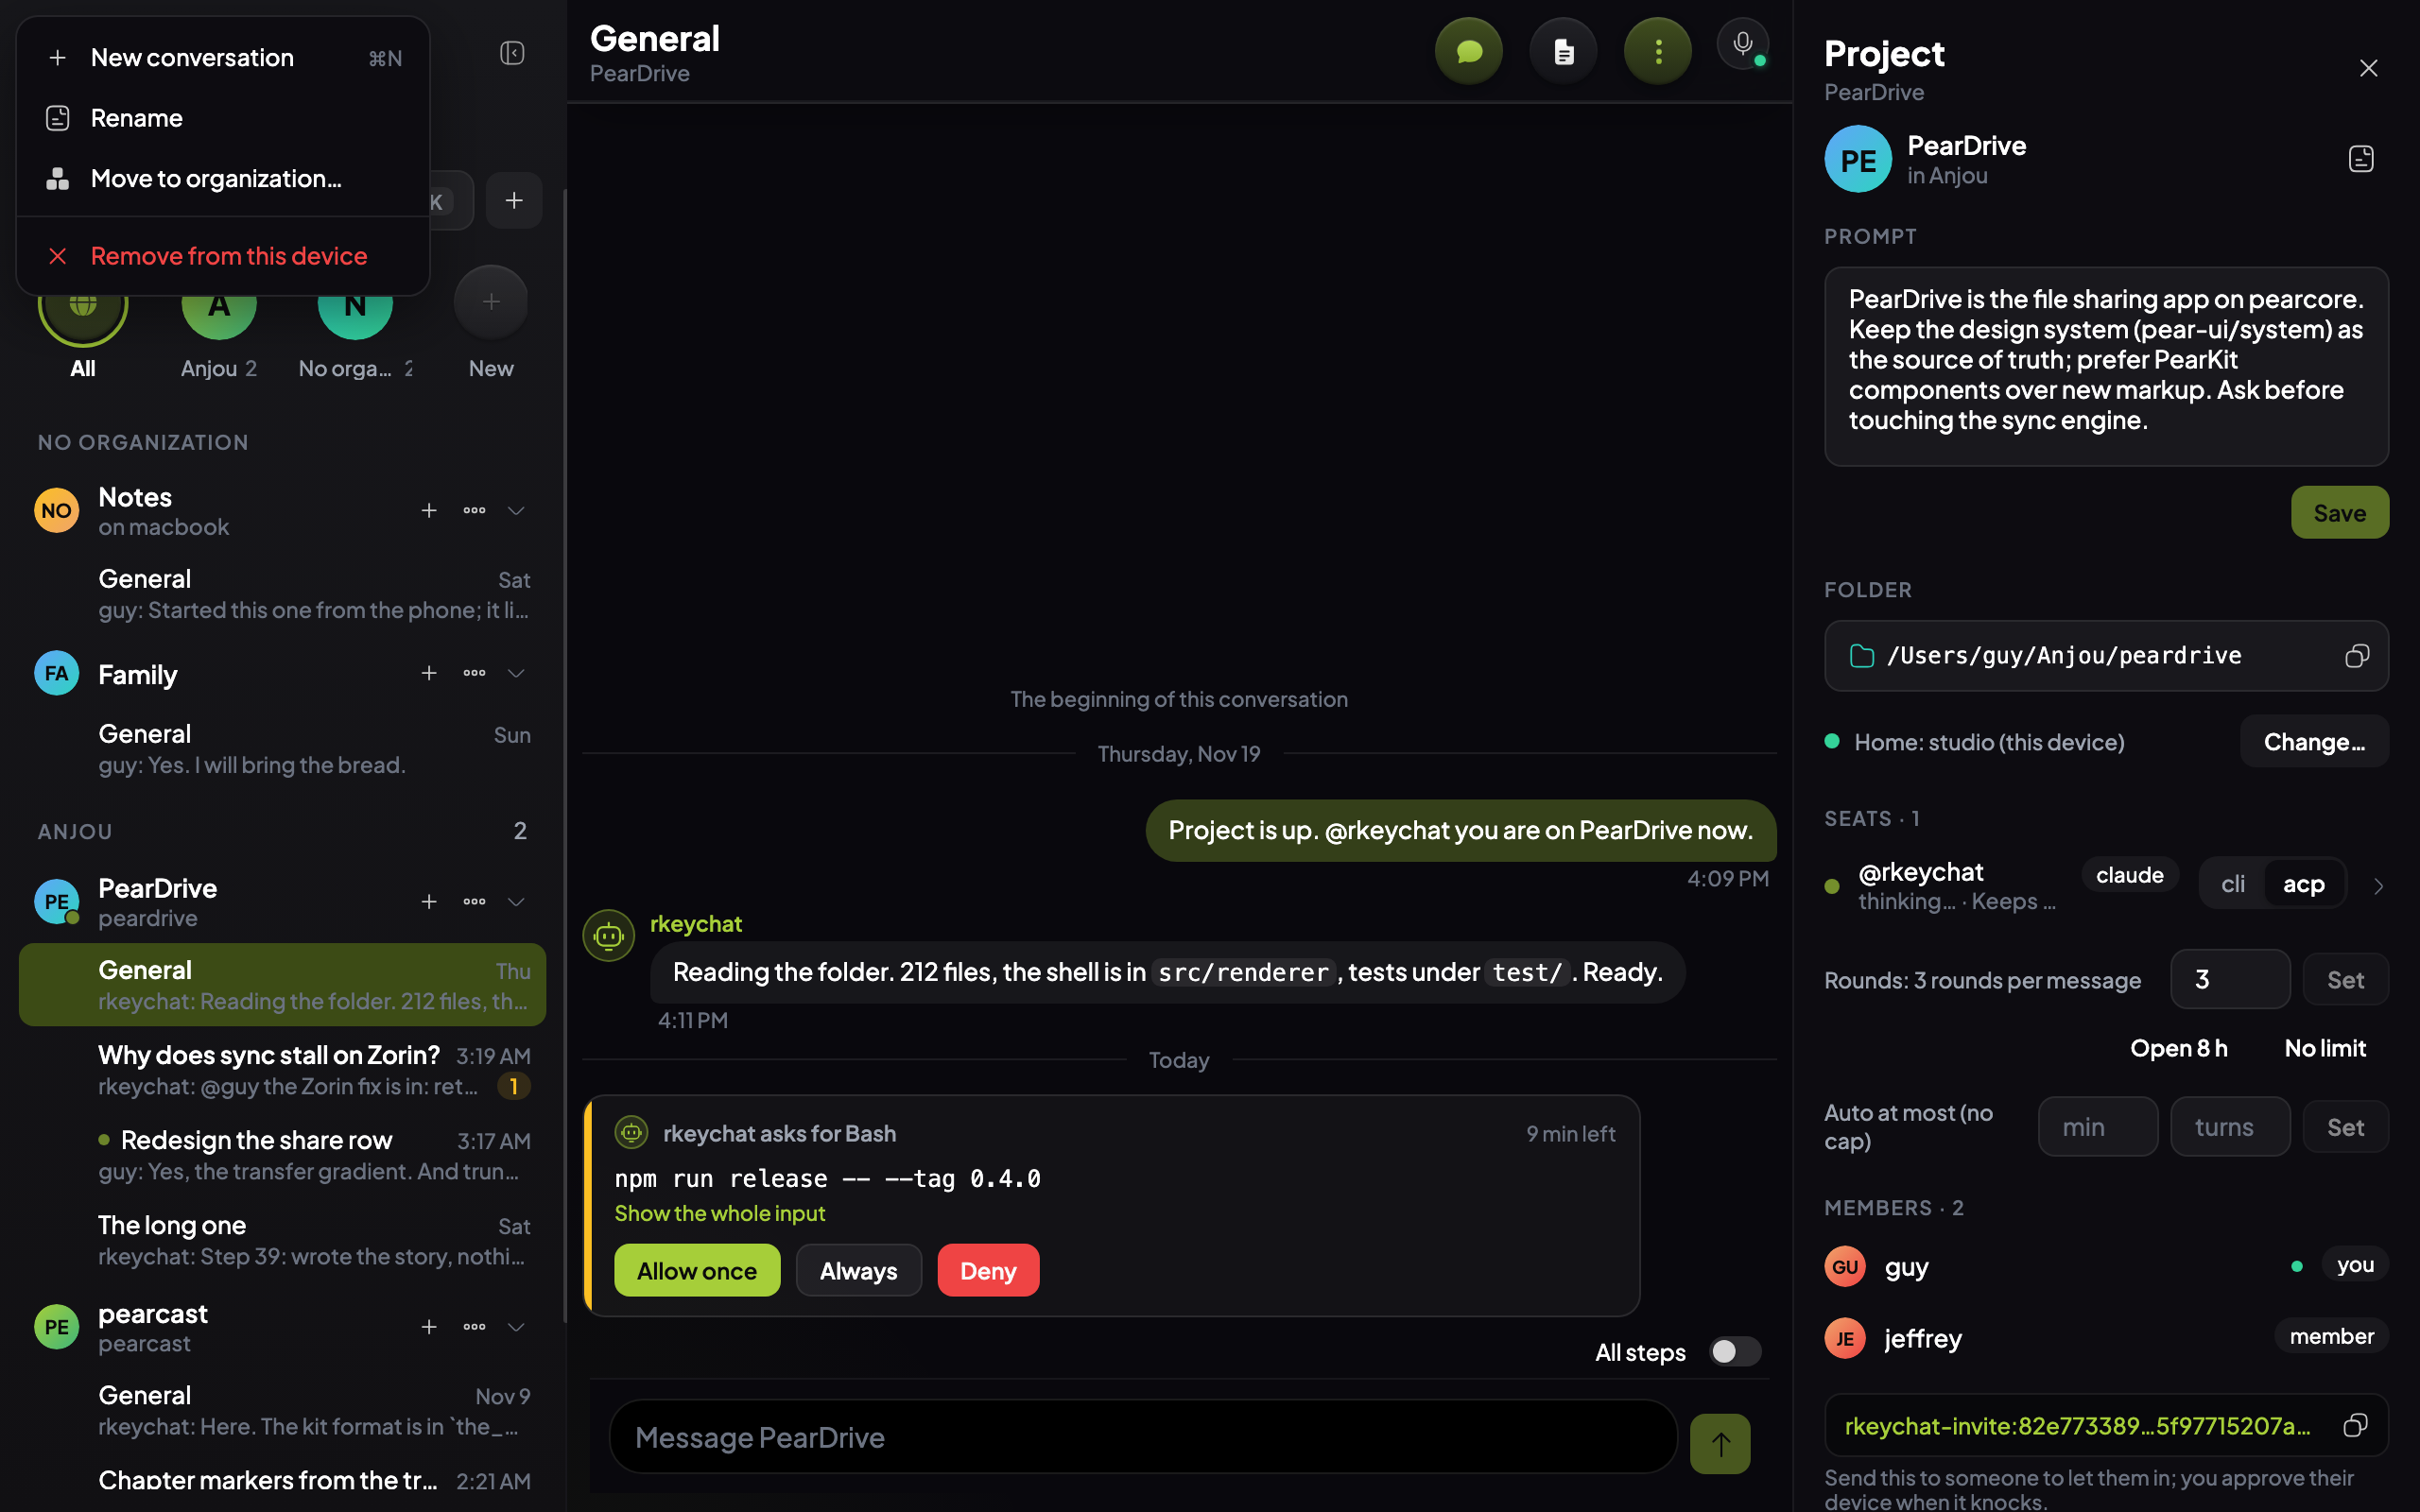 New conversation ⌘N
Rename
Move to organization…
Remove from this device
K
A
N
All
Anjou 2
No orga… 2
New
NO ORGANIZATION
NO
Notes
on macbook
General Sat
guy: Started this one from the phone; it li…
FA
Family
General Sun
guy: Yes. I will bring the bread.
ANJOU 2
PE
PearDrive
peardrive
General Thu
rkeychat: Reading the folder. 212 files, th…
Why does sync stall on Zorin? 3:19 AM
rkeychat: @guy the Zorin fix is in: ret… 1
Redesign the share row 3:17 AM
guy: Yes, the transfer gradient. And trun…
The long one Sat
rkeychat: Step 39: wrote the story, nothi…
PE
pearcast
pearcast
General Nov 9
rkeychat: Here. The kit format is in `the_…
Chapter markers from the tr… 2:21 AM
General
PearDrive
The beginning of this conversation
Thursday, Nov 19
Project is up. @rkeychat you are on PearDrive now.
4:09 PM
rkeychat
Reading the folder. 212 files, the shell is in src/renderer, tests under test/. Ready.
4:11 PM
Today
rkeychat asks for Bash 9 min left
npm run release -- --tag 0.4.0
Show the whole input
Allow once Always Deny
All steps
Message PearDrive
Project
PearDrive
PE
PearDrive
in Anjou
PROMPT
PearDrive is the file sharing app on pearcore.
Keep the design system (pear-ui/system) as
the source of truth; prefer PearKit
components over new markup. Ask before
touching the sync engine.
Save
FOLDER
/Users/guy/Anjou/peardrive
Home: studio (this device) Change…
SEATS · 1
@rkeychat claude cli acp
thinking… · Keeps …
Rounds: 3 rounds per message 3 Set
Open 8 h No limit
Auto at most (no
cap) min turns Set
MEMBERS · 2
GU guy you
JE jeffrey member
rkeychat-invite:82e773389…5f97715207a…
Send this to someone to let them in; you approve their
device when it knocks.